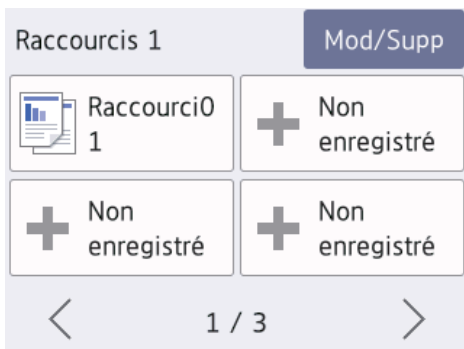 Raccourcis 1
Mod/Supp
Raccourci0
1
Non
enregistré
Non
enregistré
Non
enregistré
1 / 3